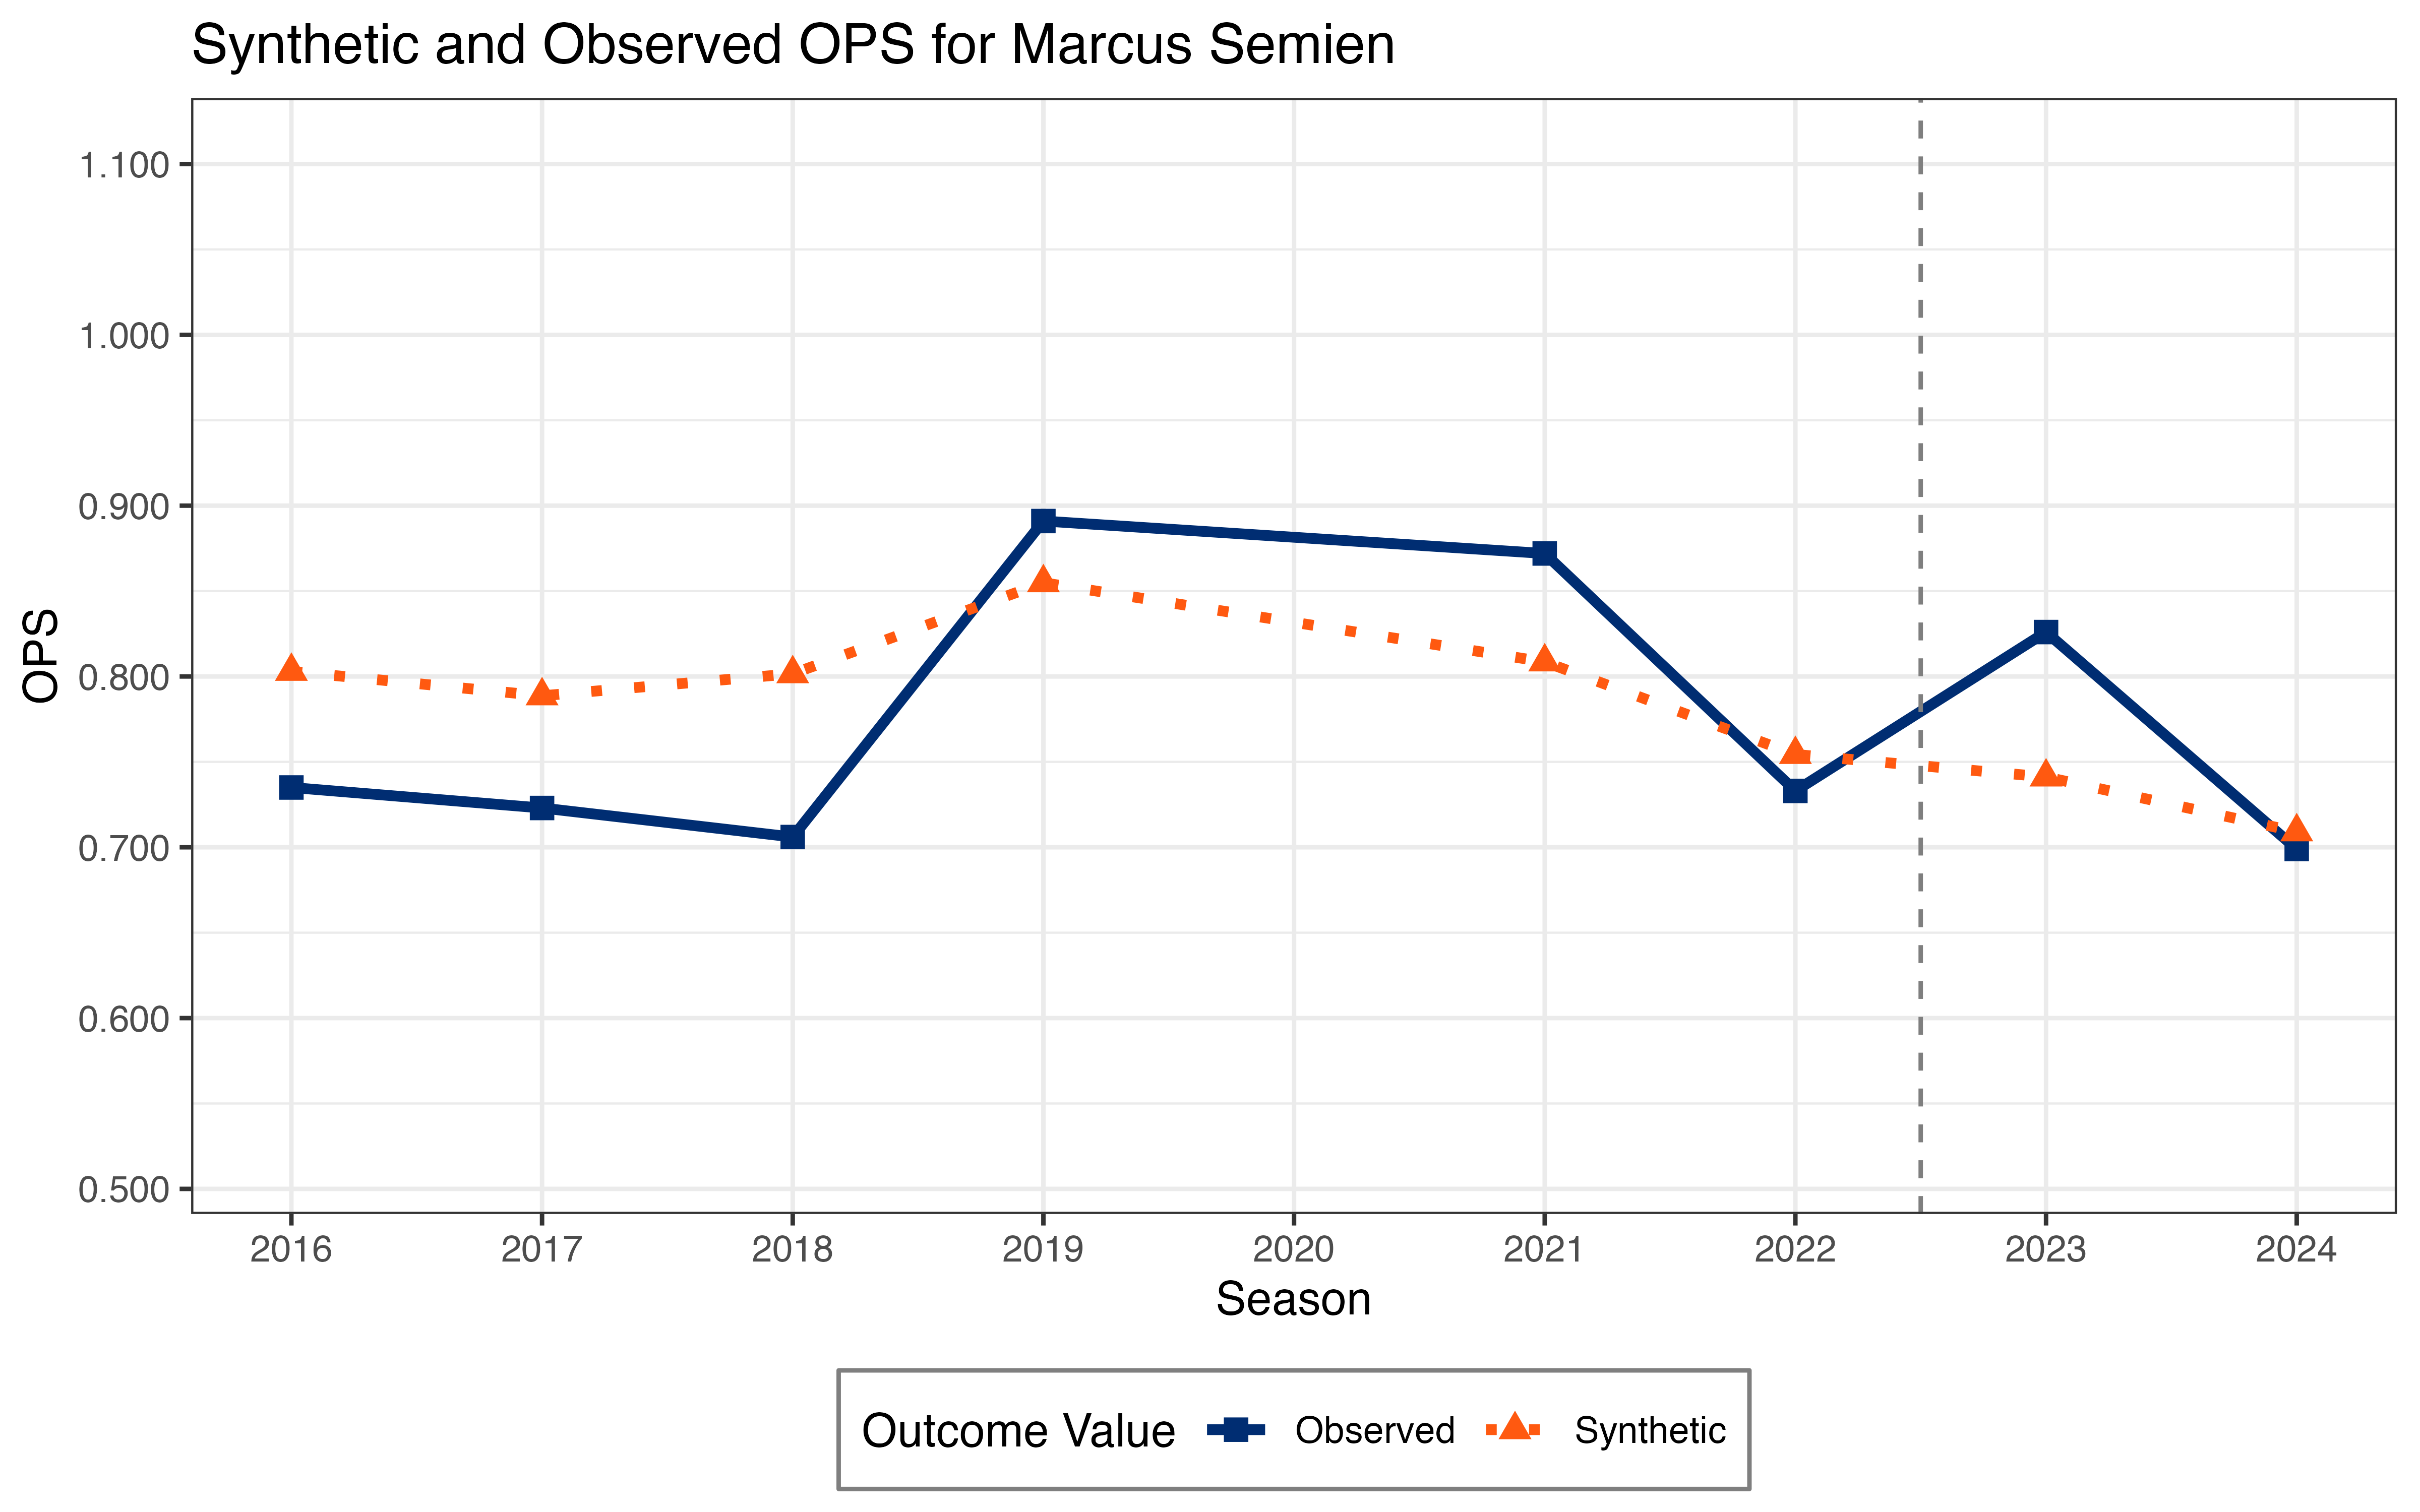 Synthetic and Observed OPS for Marcus Semien
1.100
1.000
0.900
0.800
0.700
0.600
0.500
OPS
2016 2017 2018 2019 2020 2021 2022 2023 2024
Season
Outcome Value Observed Synthetic